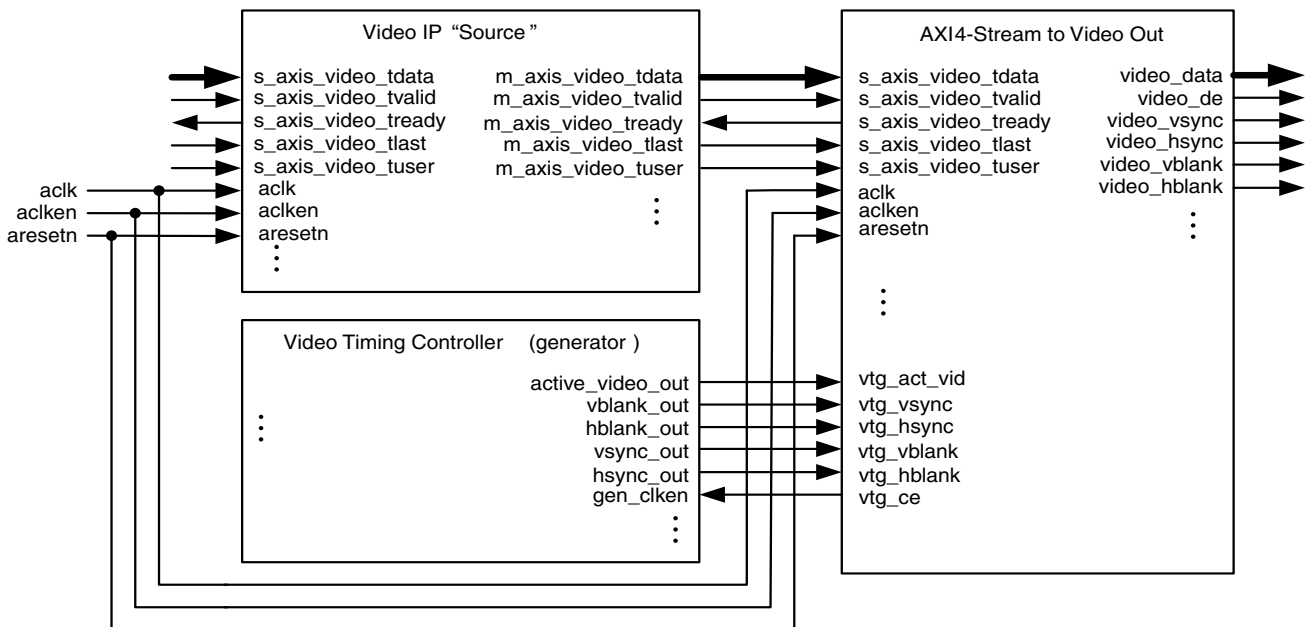 Video IP "Source"
s_axis_video_tdata
s_axis_video_tvalid
s_axis_video_tready
s_axis_video_tlast
s_axis_video_tuser
aclk
aclken
aresetn
m_axis_video_tdata
m_axis_video_tvalid
m_axis_video_tready
m_axis_video_tlast
m_axis_video_tuser
aclk
aclken
aresetn
Video Timing Controller (generator)
active_video_out
vblank_out
hblank_out
vsync_out
hsync_out
gen_clken
AXI4-Stream to Video Out
s_axis_video_tdata
s_axis_video_tvalid
s_axis_video_tready
s_axis_video_tlast
s_axis_video_tuser
aclk
aclken
aresetn
vtg_act_vid
vtg_vsync
vtg_hsync
vtg_vblank
vtg_hblank
vtg_ce
video_data
video_de
video_vsync
video_hsync
video_vblank
video_hblank